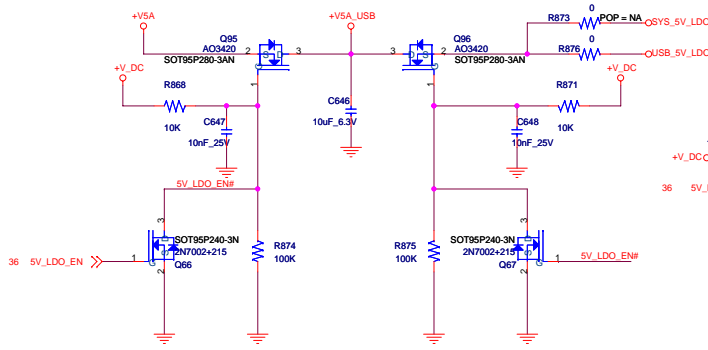 +V5A
+V5A_USB
0
R873
POP = NA
SYS_5V_LDO
Q95
AO3420
SOT95P280-3AN
Q96
AO3420
SOT95P280-3AN
0
R876
USB_5V_LDO
2
3
3
2
1
1
+V_DC
+V_DC
R868
10K
C647
10nF_25V
C646
10uF_6.3V
R871
10K
C648
10nF_25V
+V_DC
36 5V_
5V_LDO_EN#
36 5V_LDO_EN
1
3
2
SOT95P240-3N
2N7002+215
Q66
R874
100K
R875
100K
SOT95P240-3N
2N7002+215
Q67
3
2
1
5V_LDO_EN#